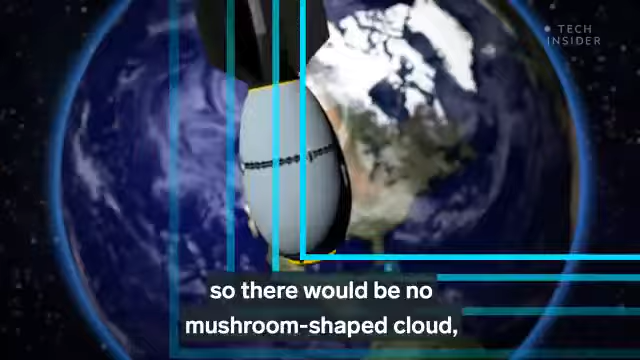 TECH
INSIDER
so there would be no
mushroom-shaped cloud,